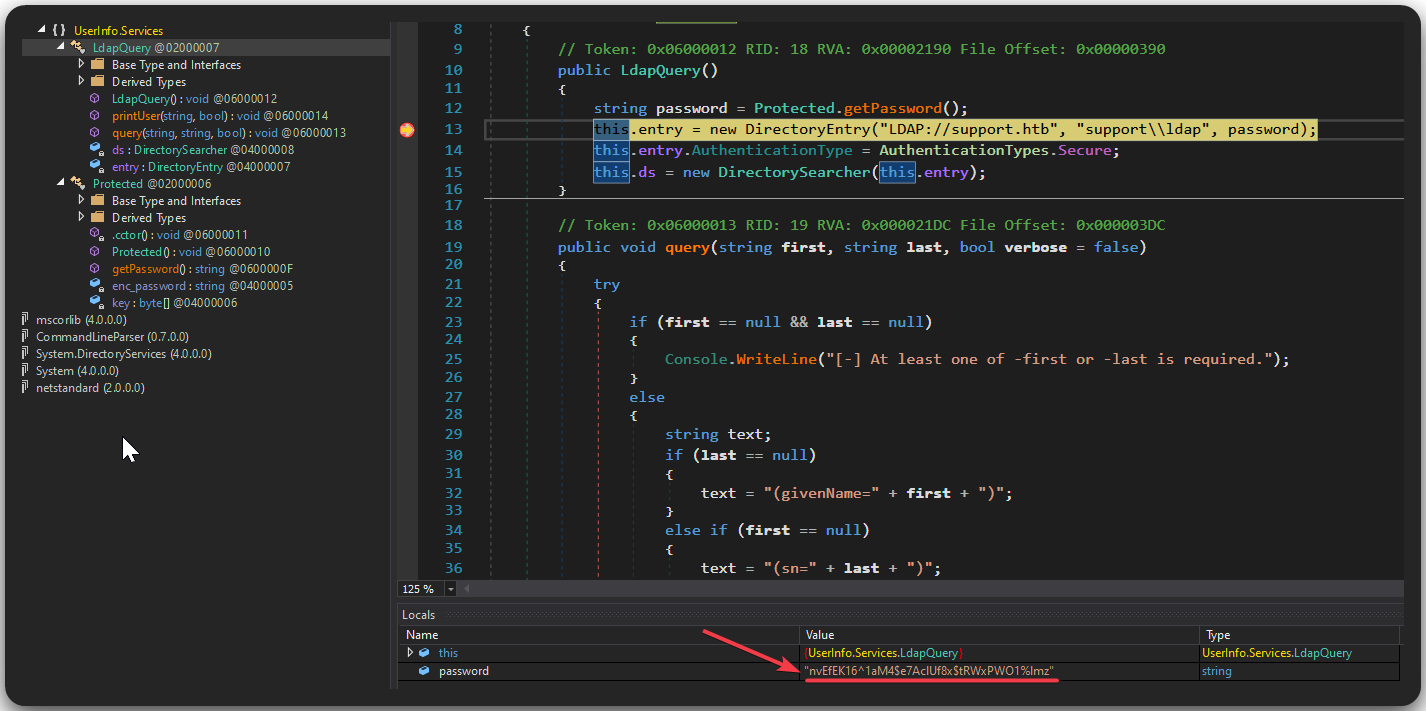 UserInfo.Services
LdapQuery @02000007
Base Type and Interfaces
Derived Types
LdapQuery() : void @06000012
printUser(string, bool) : void @06000014
query(string, string, bool) : void @06000013
ds : DirectorySearcher @04000008
entry : DirectoryEntry @04000007
Protected @02000006
Base Type and Interfaces
Derived Types
.cctor() : void @06000011
Protected() : void @06000010
getPassword() : string @0600000F
enc_password : string @04000005
key : byte[] @04000006
mscorlib (4.0.0.0)
CommandLineParser (0.7.0.0)
System.DirectoryServices (4.0.0.0)
System (4.0.0.0)
netstandard (2.0.0.0)
8 {
9 // Token: 0x06000012 RID: 18 RVA: 0x00002190 File Offset: 0x00000390
10 public LdapQuery()
11 {
12 string password = Protected.getPassword();
13 this.entry = new DirectoryEntry("LDAP://support.htb", "support\\ldap", password);
14 this.entry.AuthenticationType = AuthenticationTypes.Secure;
15 this.ds = new DirectorySearcher(this.entry);
16 }
17
18 // Token: 0x06000013 RID: 19 RVA: 0x000021DC File Offset: 0x000003DC
19 public void query(string first, string last, bool verbose = false)
20 {
21 try
22 {
23 if (first == null && last == null)
24 {
25 Console.WriteLine("[-] At least one of -first or -last is required.");
26 }
27 else
28 {
29 string text;
30 if (last == null)
31 {
32 text = "(givenName=" + first + ")";
33 }
34 else if (first == null)
35 {
36 text = "(sn=" + last + ")";
125 %
Locals
Name Value Type
this {UserInfo.Services.LdapQuery} UserInfo.Services.LdapQuery
password "nvEfEK16^1aM4$e7AclUf8x$tRWxPWO1%lmz" string